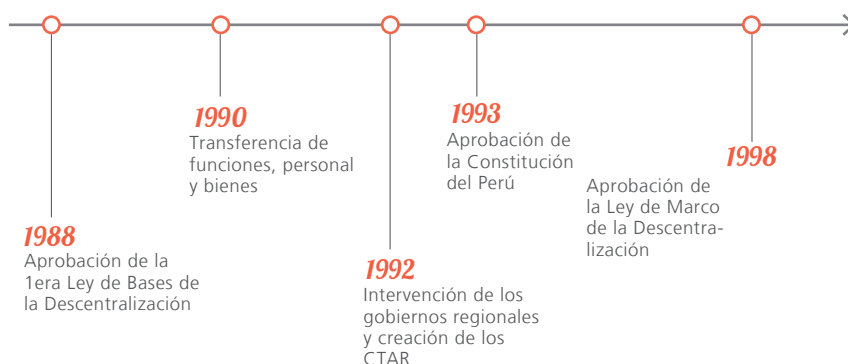 1988
Aprobación de la
1era Ley de Bases de
la Descentralización
1990
Transferencia de
funciones, personal
y bienes
1992
Intervención de los
gobiernos regionales
y creación de los
CTAR
1993
Aprobación de
la Constitución
del Perú
1998
Aprobación de
la Ley de Marco
de la Descentra-
lización